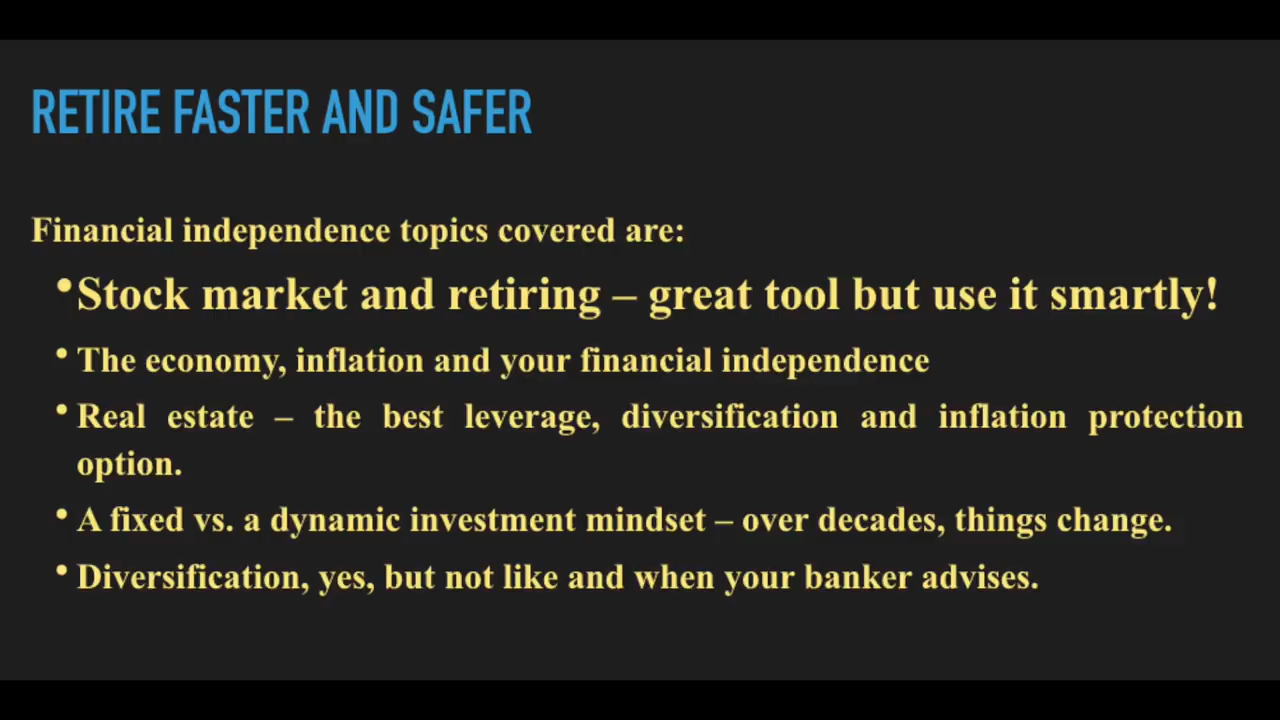 RETIRE FASTER AND SAFER
Financial independence topics covered are:
•Stock market and retiring – great tool but use it smartly!
• The economy, inflation and your financial independence
• Real estate – the best leverage, diversification and inflation protection
option.
• A fixed vs. a dynamic investment mindset – over decades, things change.
• Diversification, yes, but not like and when your banker advises.